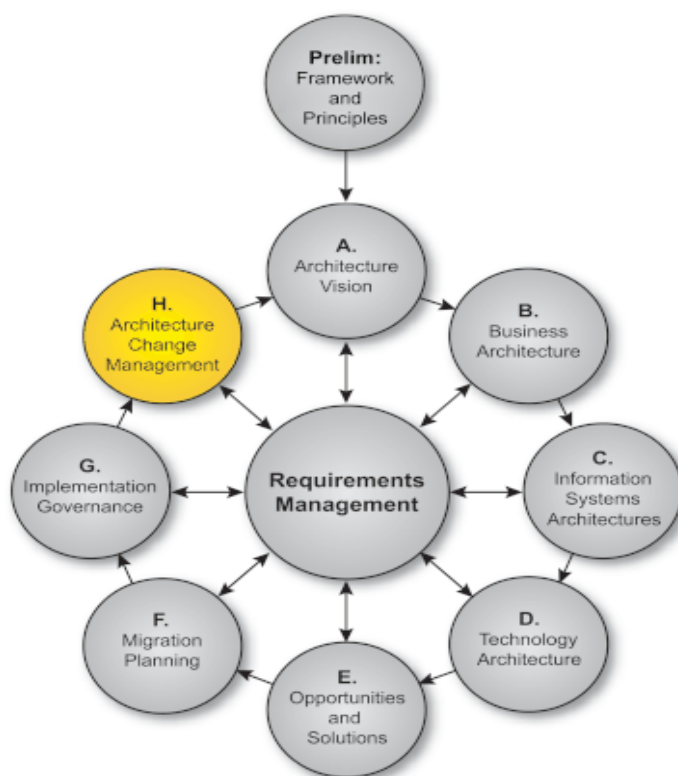 Prelim:
Framework
and
Principles
A.
Architecture
Vision
B.
Business
Architecture
C.
Information
Systems
Architectures
D.
Technology
Architecture
E.
Opportunities
and
Solutions
F.
Migration
Planning
G.
Implementation
Governance
H.
Architecture
Change
Management
Requirements
Management